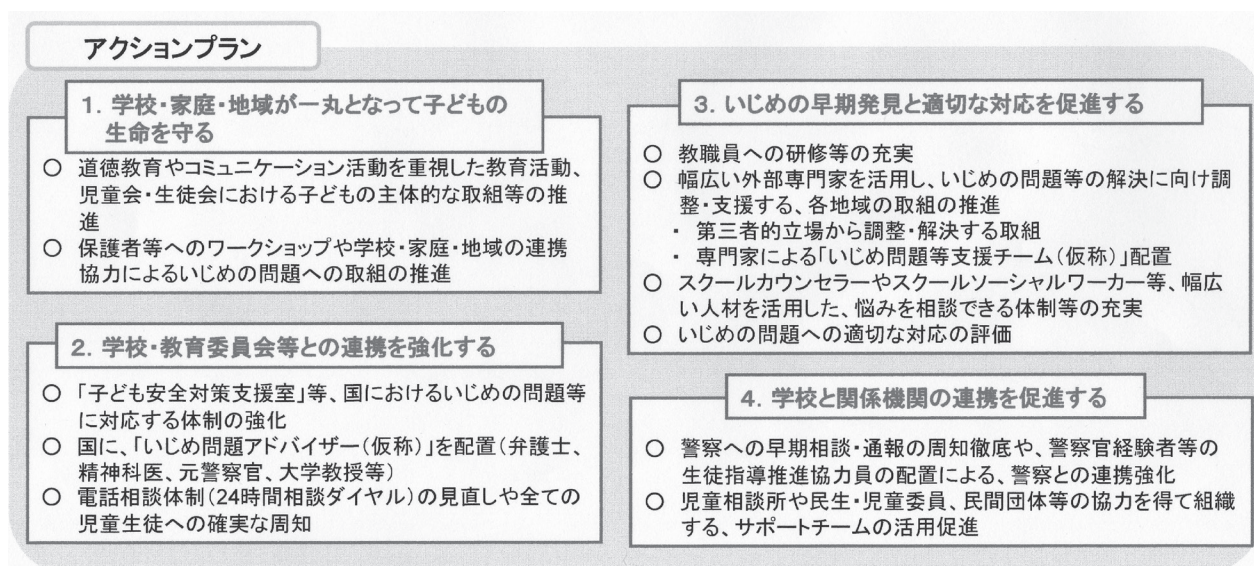 アクションプラン
1. 学校・家庭・地域が一丸となって子どもの
生命を守る
○ 道徳教育やコミュニケーション活動を重視した教育活動、
児童会・生徒会における子どもの主体的な取組等の推
進
○ 保護者等へのワークショップや学校・家庭・地域の連携
協力によるいじめの問題への取組の推進
2. 学校・教育委員会等との連携を強化する
○ 「子ども安全対策支援室」等、国におけるいじめの問題等
に対応する体制の強化
○ 国に、「いじめ問題アドバイザー(仮称)」を配置(弁護士、
精神科医、元警察官、大学教授等)
○ 電話相談体制(24時間相談ダイヤル)の見直しや全ての
児童生徒への確実な周知
3. いじめの早期発見と適切な対応を促進する
○ 教職員への研修等の充実
○ 幅広い外部専門家を活用し、いじめの問題等の解決に向け調
整・支援する、各地域の取組の推進
・ 第三者的立場から調整・解決する取組
・ 専門家による「いじめ問題等支援チーム(仮称)」配置
○ スクールカウンセラーやスクールソーシャルワーカー等、幅広
い人材を活用した、悩みを相談できる体制等の充実
○ いじめの問題への適切な対応の評価
4. 学校と関係機関の連携を促進する
○ 警察への早期相談・通報の周知徹底や、警察官経験者等の
生徒指導推進協力員の配置による、警察との連携強化
○ 児童相談所や民生・児童委員、民間団体等の協力を得て組織
する、サポートチームの活用促進